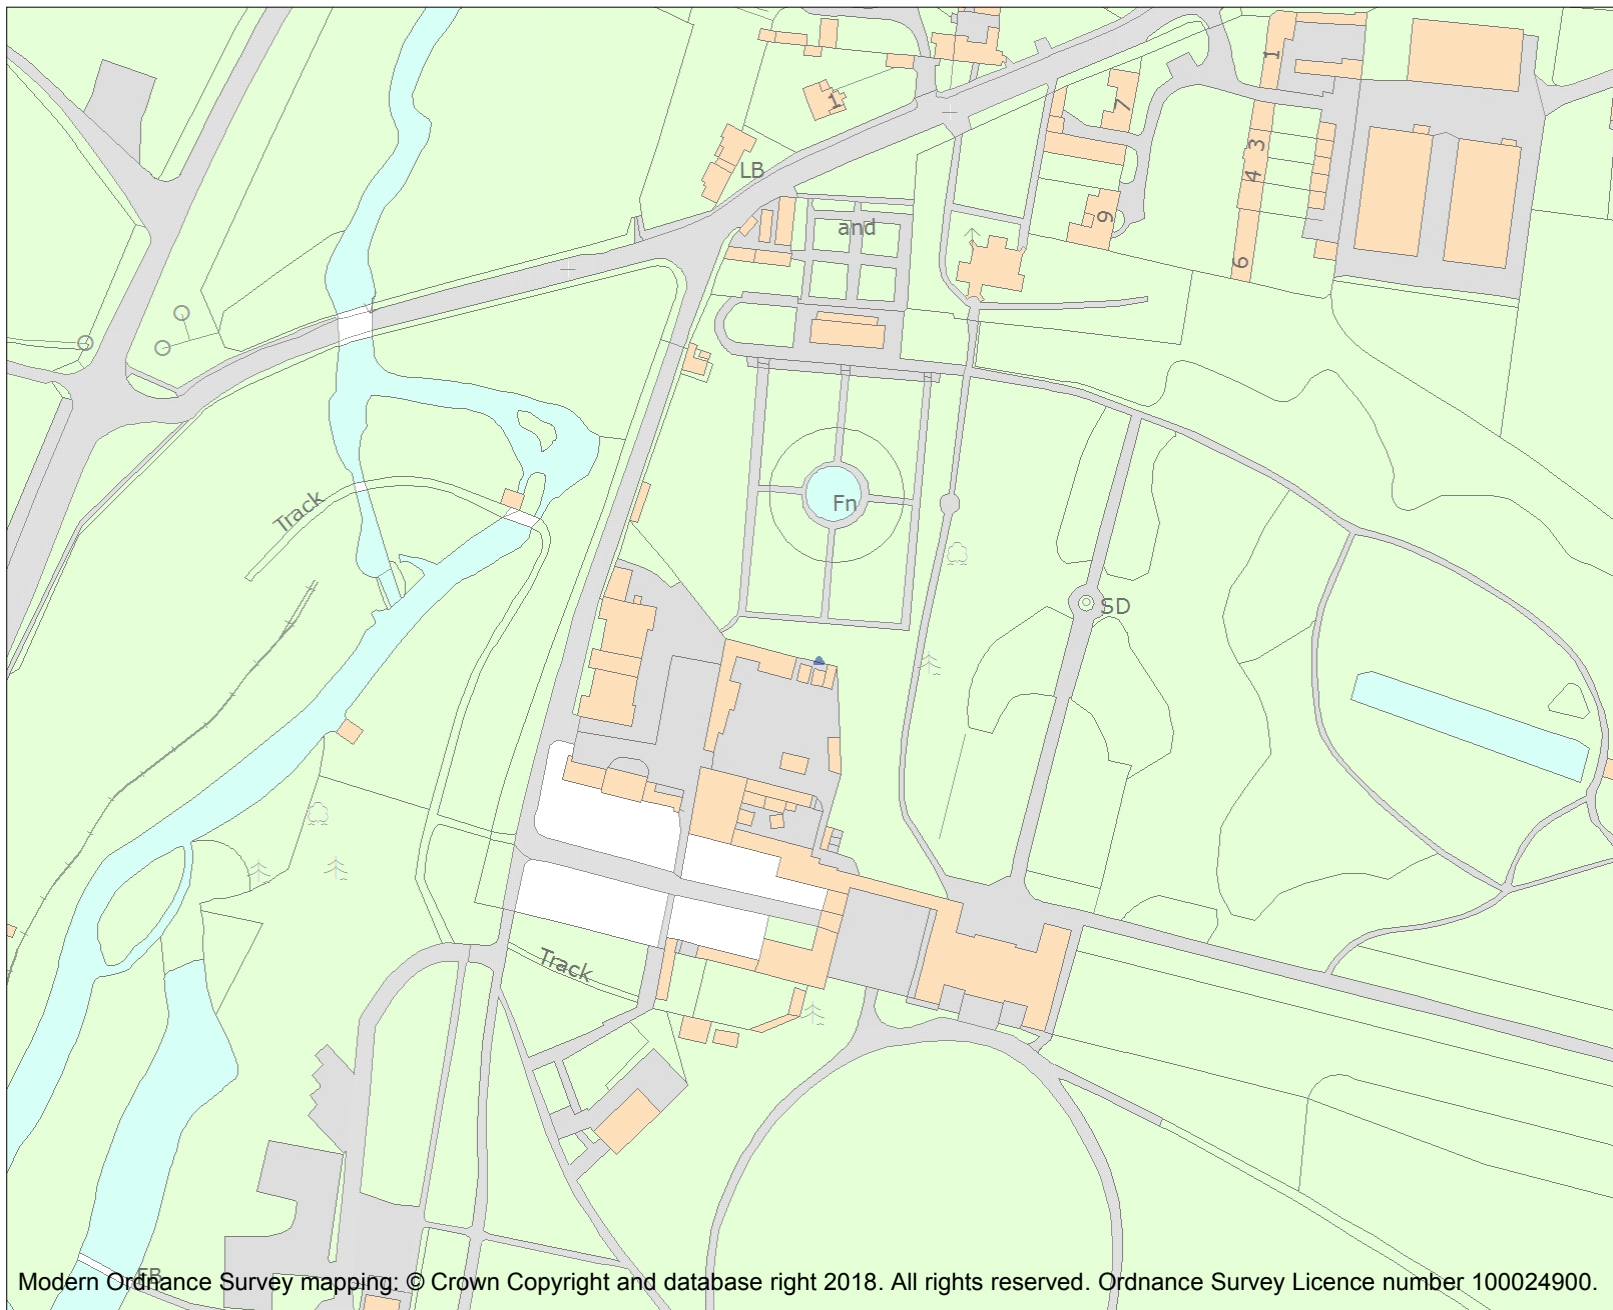 1
1
7
LB
3
4
9
and
6
Track
Fn
SD
Track
FB
Modern Ordnance Survey mapping: © Crown Copyright and database right 2018. All rights reserved. Ordnance Survey Licence number 100024900.